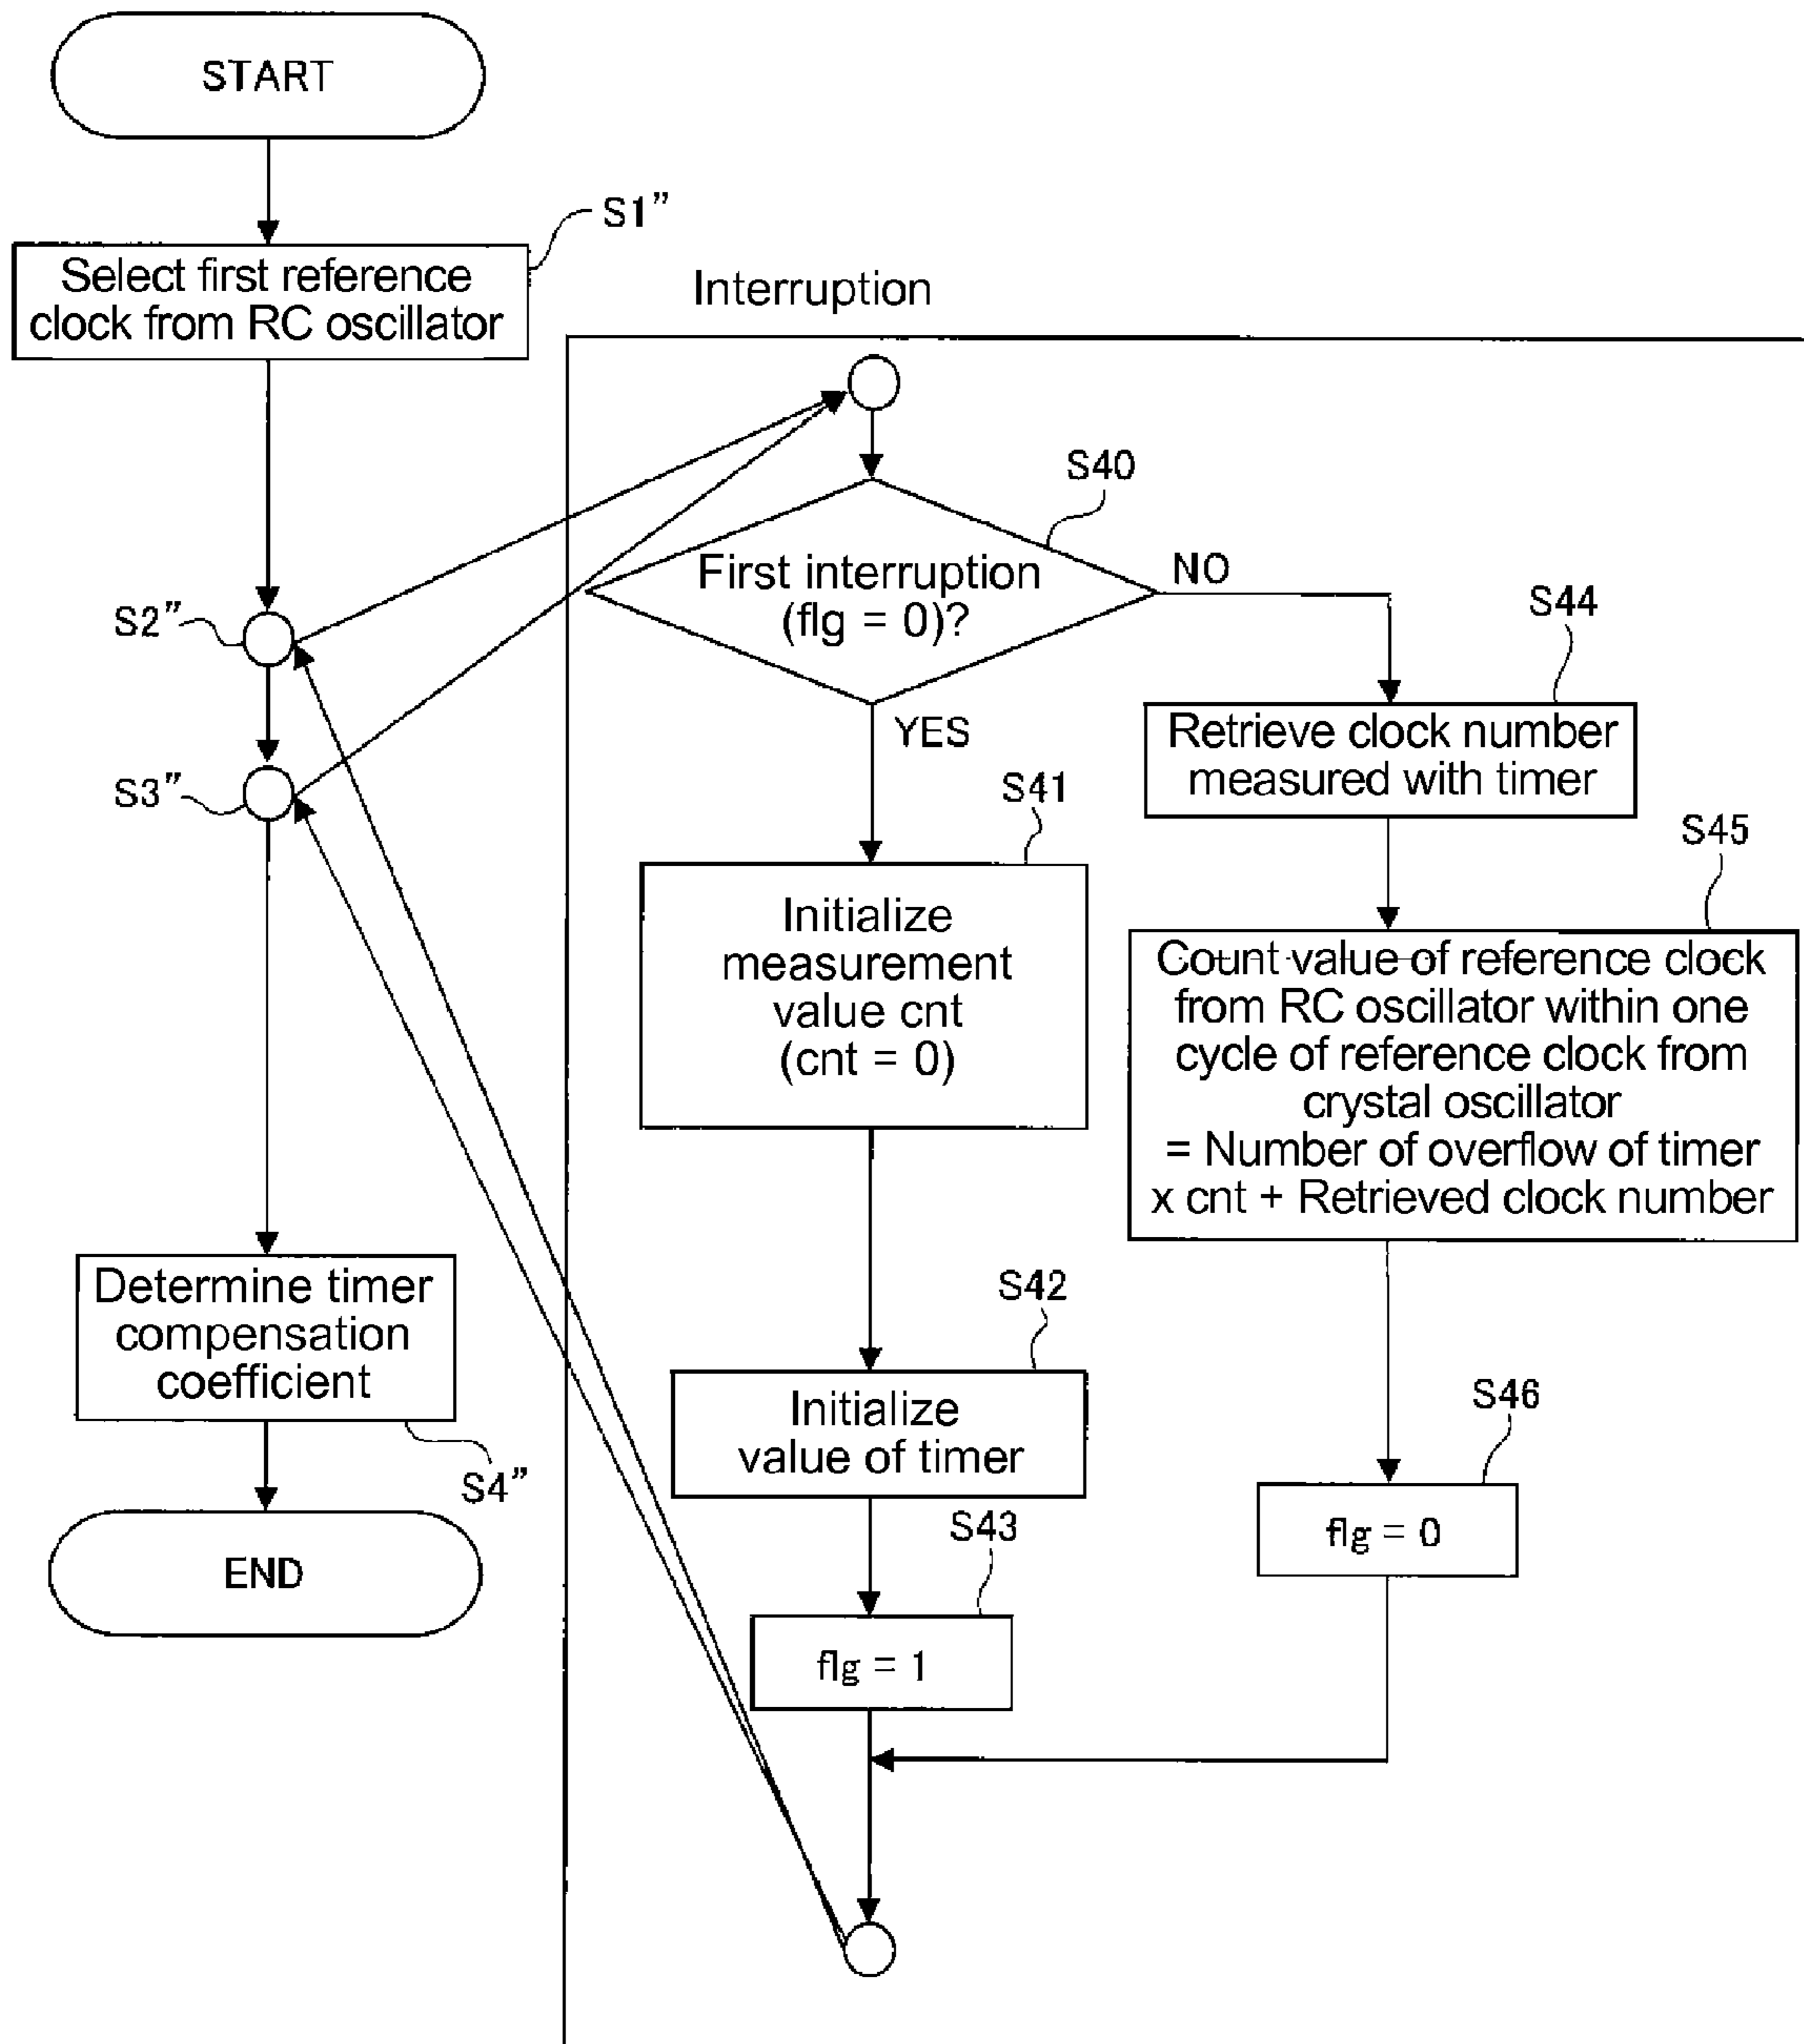 START
S1”
Select first reference
clock from RC oscillator
Interruption
S2”
S3”
Determine timer
compensation
coefficient
S4”
END
S40
First interruption
(flg = 0)?
NO
YES
S41
Initialize
measurement
value cnt
(cnt = 0)
S42
Initialize
value of timer
S43
flg = 1
S44
Retrieve clock number
measured with timer
S45
Count value of reference clock
from RC oscillator within one
cycle of reference clock from
crystal oscillator
= Number of overflow of timer
x cnt + Retrieved clock number
S46
flg = 0